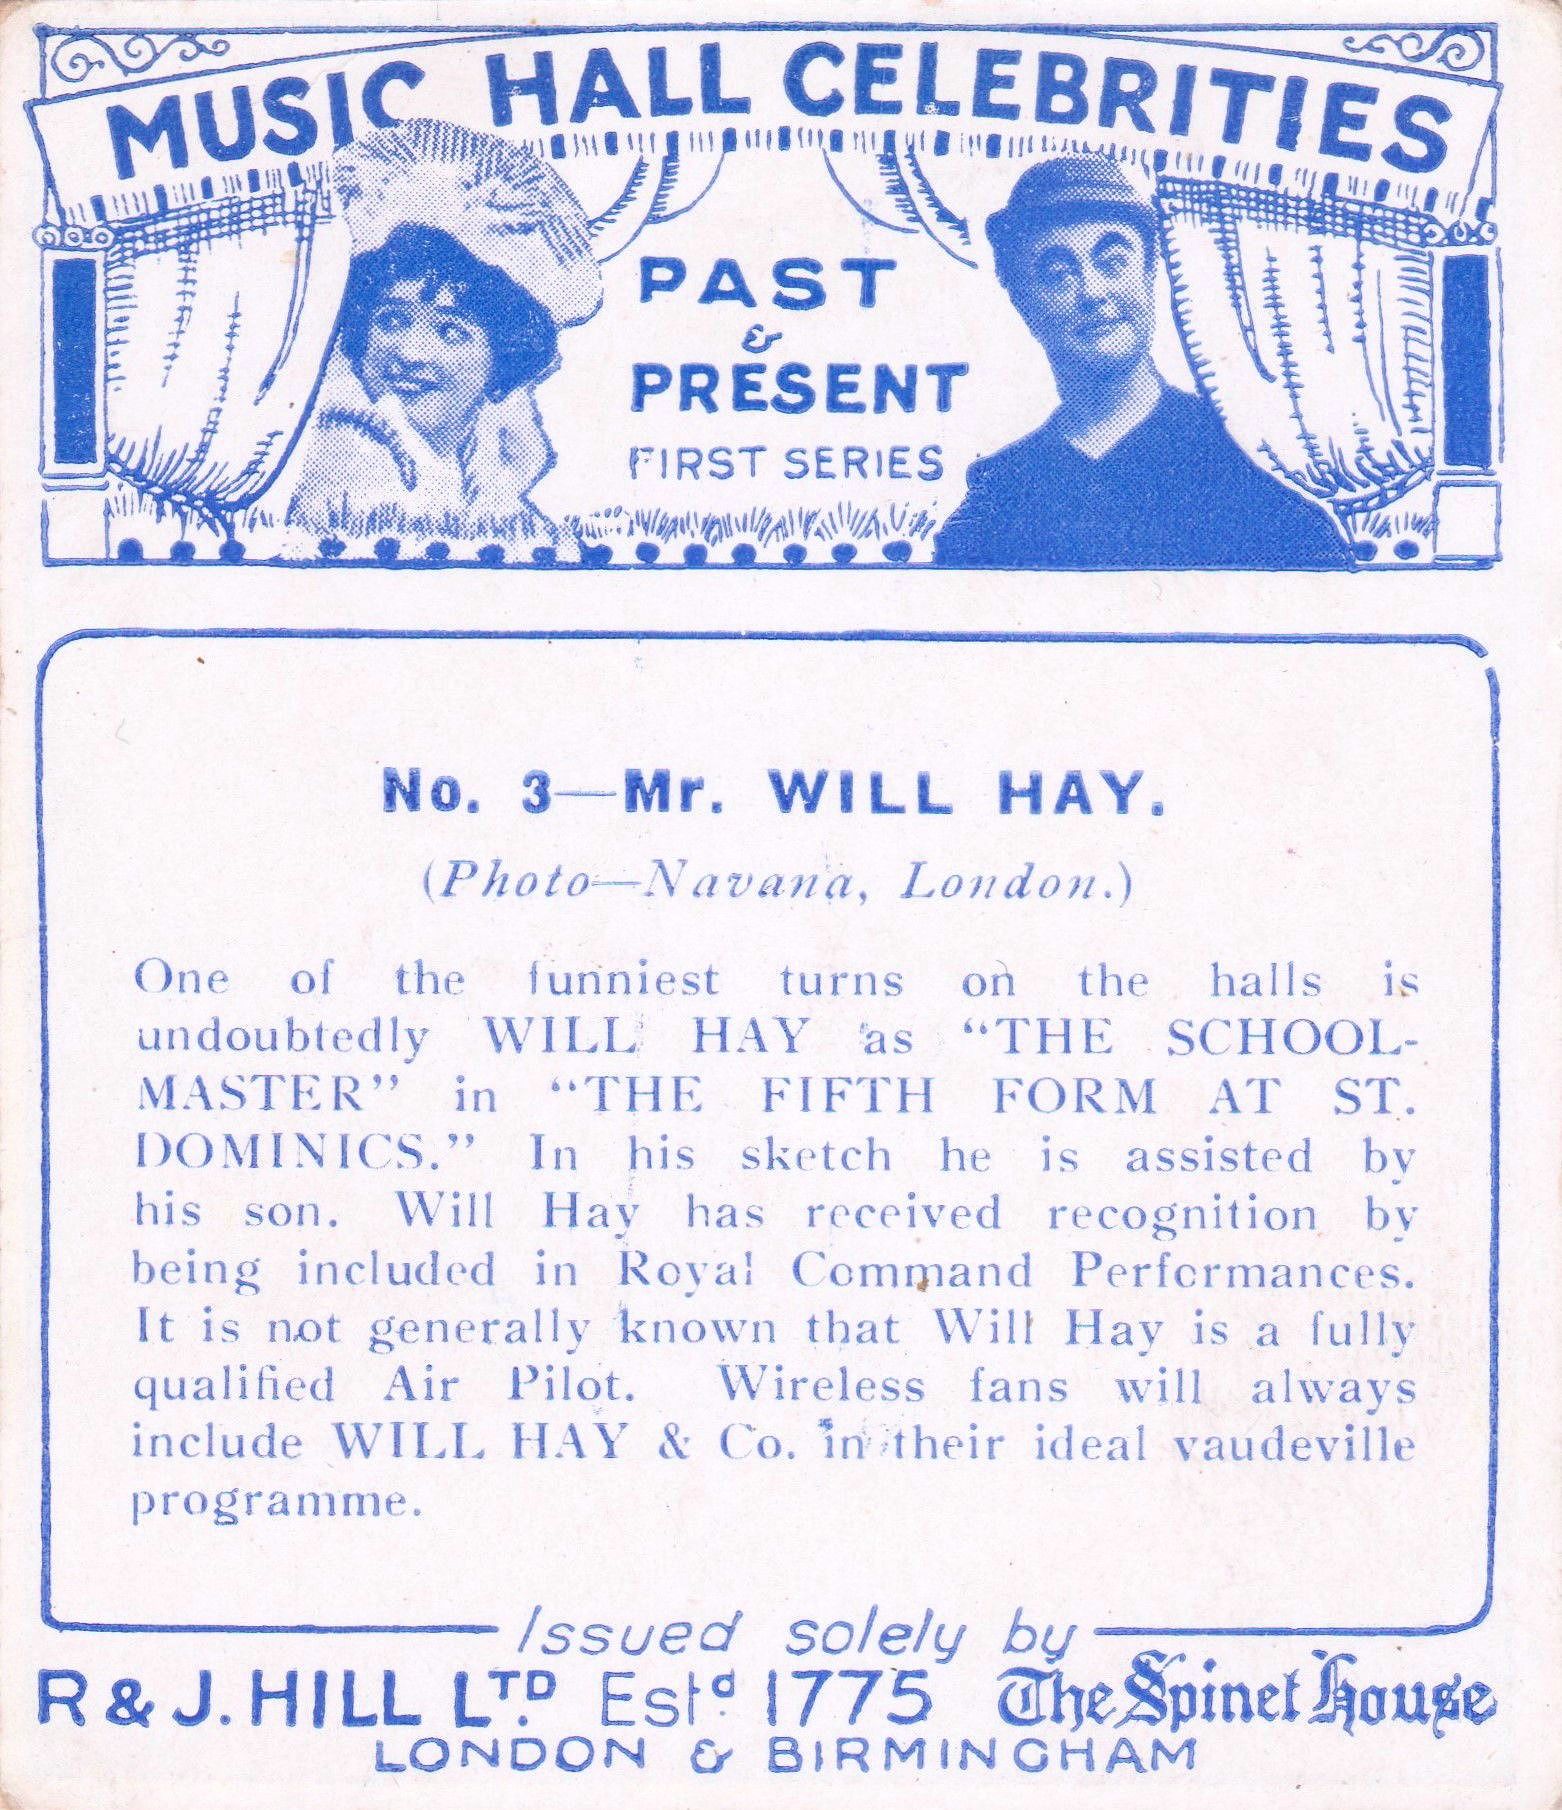 MUSIC HALL CELEBRITIES
PAST
&
PRESENT
FIRST SERIES
No. 3—Mr. WILL HAY.
(Photo—Navana, London.)
One of the funniest turns on the halls is
undoubtedly WILL HAY as “THE SCHOOL-
MASTER” in “THE FIFTH FORM AT ST.
DOMINICS.” In his sketch he is assisted by
his son. Will Hay has received recognition by
being included in Royal Command Performances.
It is not generally known that Will Hay is a fully
qualified Air Pilot. Wireless fans will always
include WILL HAY & Co. in their ideal vaudeville
programme.
Issued solely by
R & J. HILL LTD. Estd. 1775 The Spinet House
LONDON & BIRMINGHAM